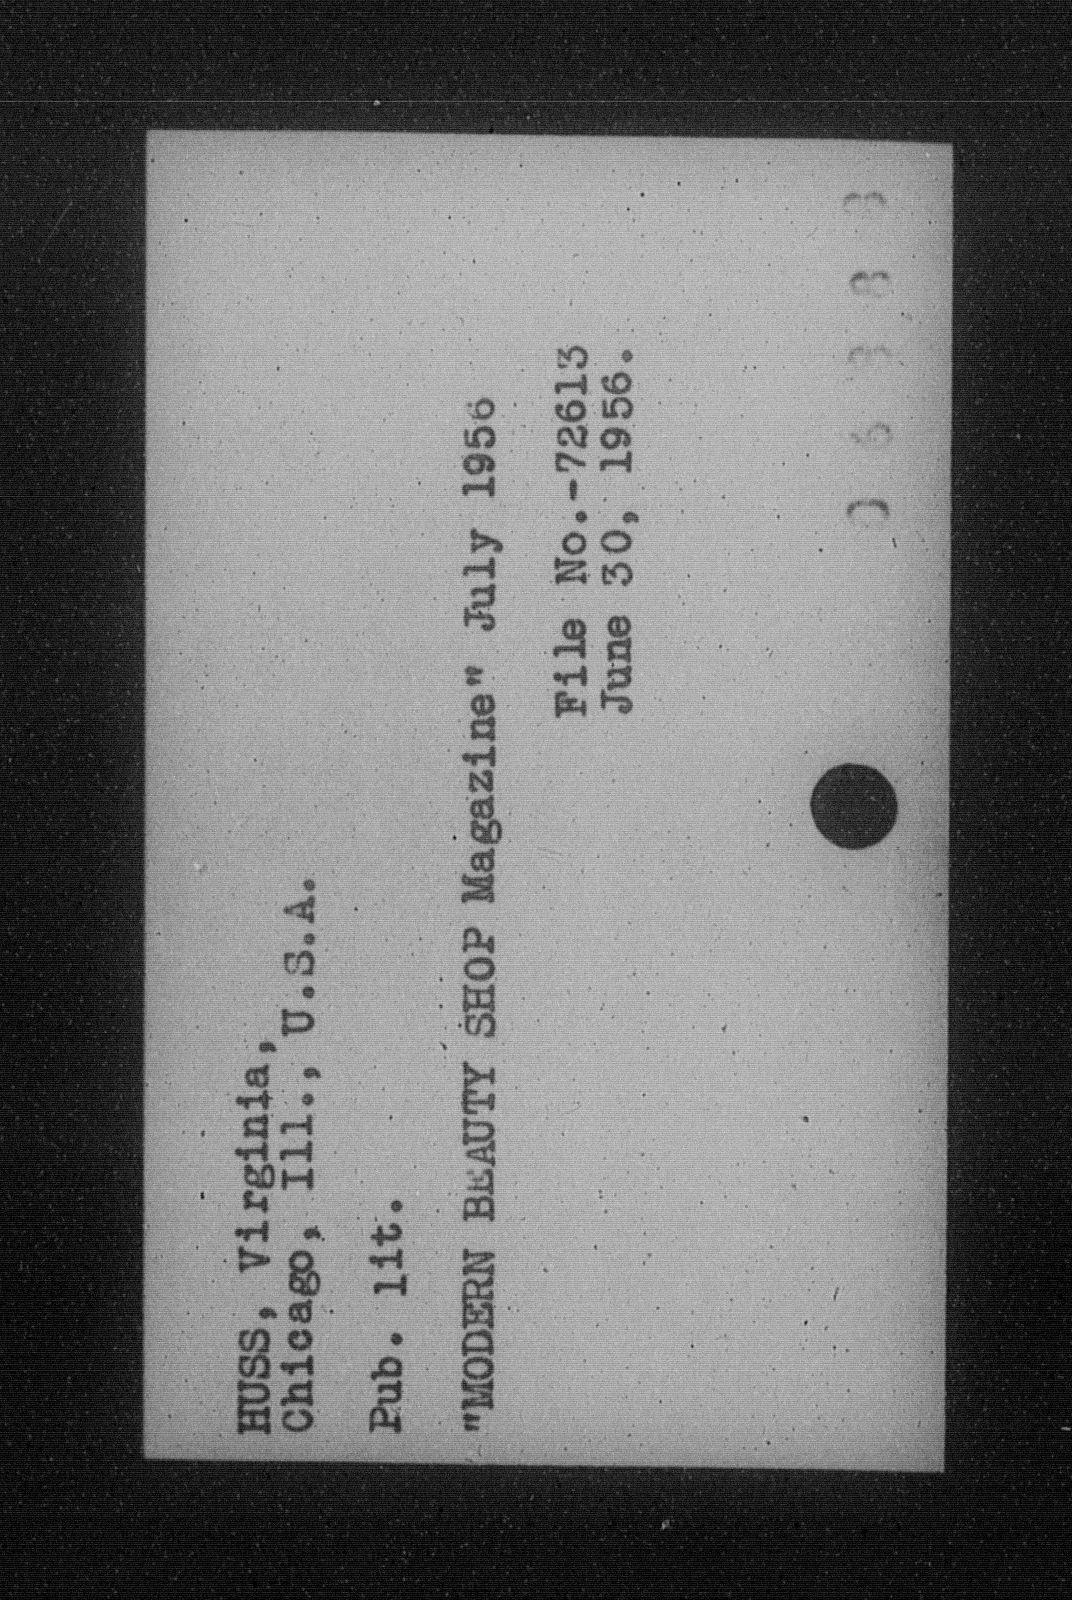 HUSS, Virginia,
Chicago, Ill., U.S.A.
Pub. lit.
"MODERN BEAUTY SHOP Magazine" July 1956
File No.-72613
June 30, 1956.